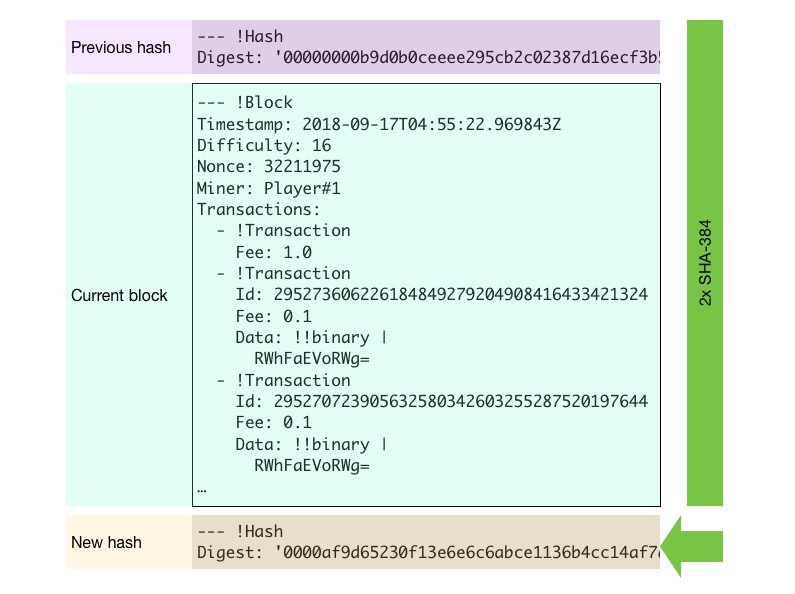 Previous hash
--- !Hash
Digest: '00000000b9d0b0ceeee295cb2c02387d16ecf3b
Current block
--- !Block
Timestamp: 2018-09-17T04:55:22.969843Z
Difficulty: 16
Nonce: 32211975
Miner: Player#1
Transactions:
- !Transaction
Fee: 1.0
- !Transaction
Id: 295273606226184849279204908416433421324
Fee: 0.1
Data: !!binary |
RWhFaEVoRWg=
- !Transaction
Id: 295270723905632580342603255287520197644
Fee: 0.1
Data: !!binary |
RWhFaEVoRWg=
…
2x SHA-384
New hash
--- !Hash
Digest: '0000af9d65230f13e6e6c6abce1136b4cc14af7